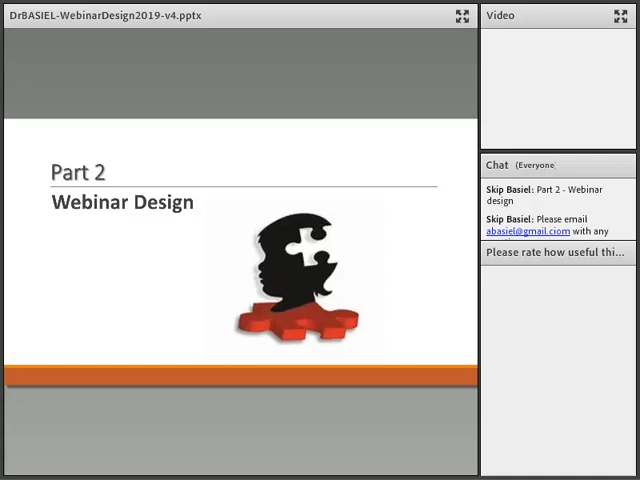 DrBASIEL-WebinarDesign2019-v4.pptx
Part 2
Webinar Design
Video
Chat (Everyone
Skip Basiel: Part 2 - Webinar
design
Skip Basiel: Please email
abasiel@gmail.ciom with any
Please rate how useful thi...